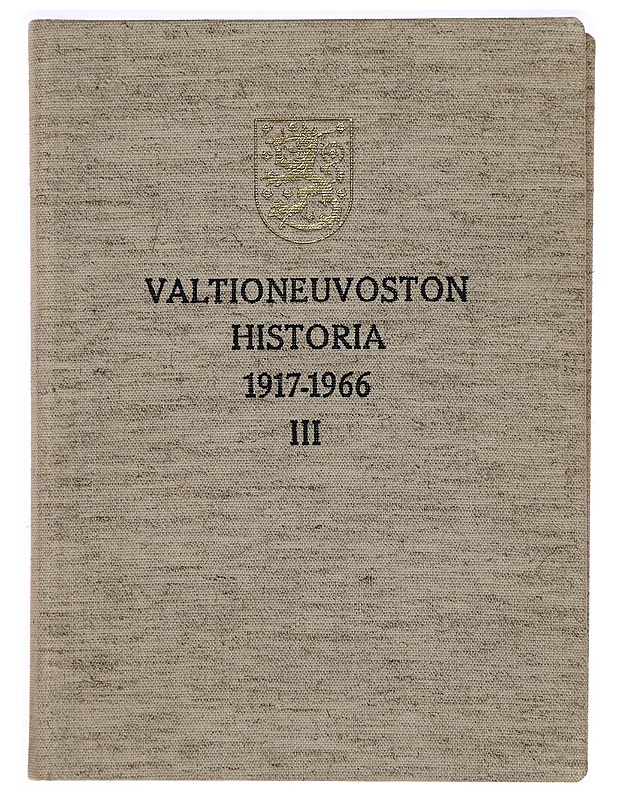 VALTIONEUVOSTON
HISTORIA
1917-1966
III